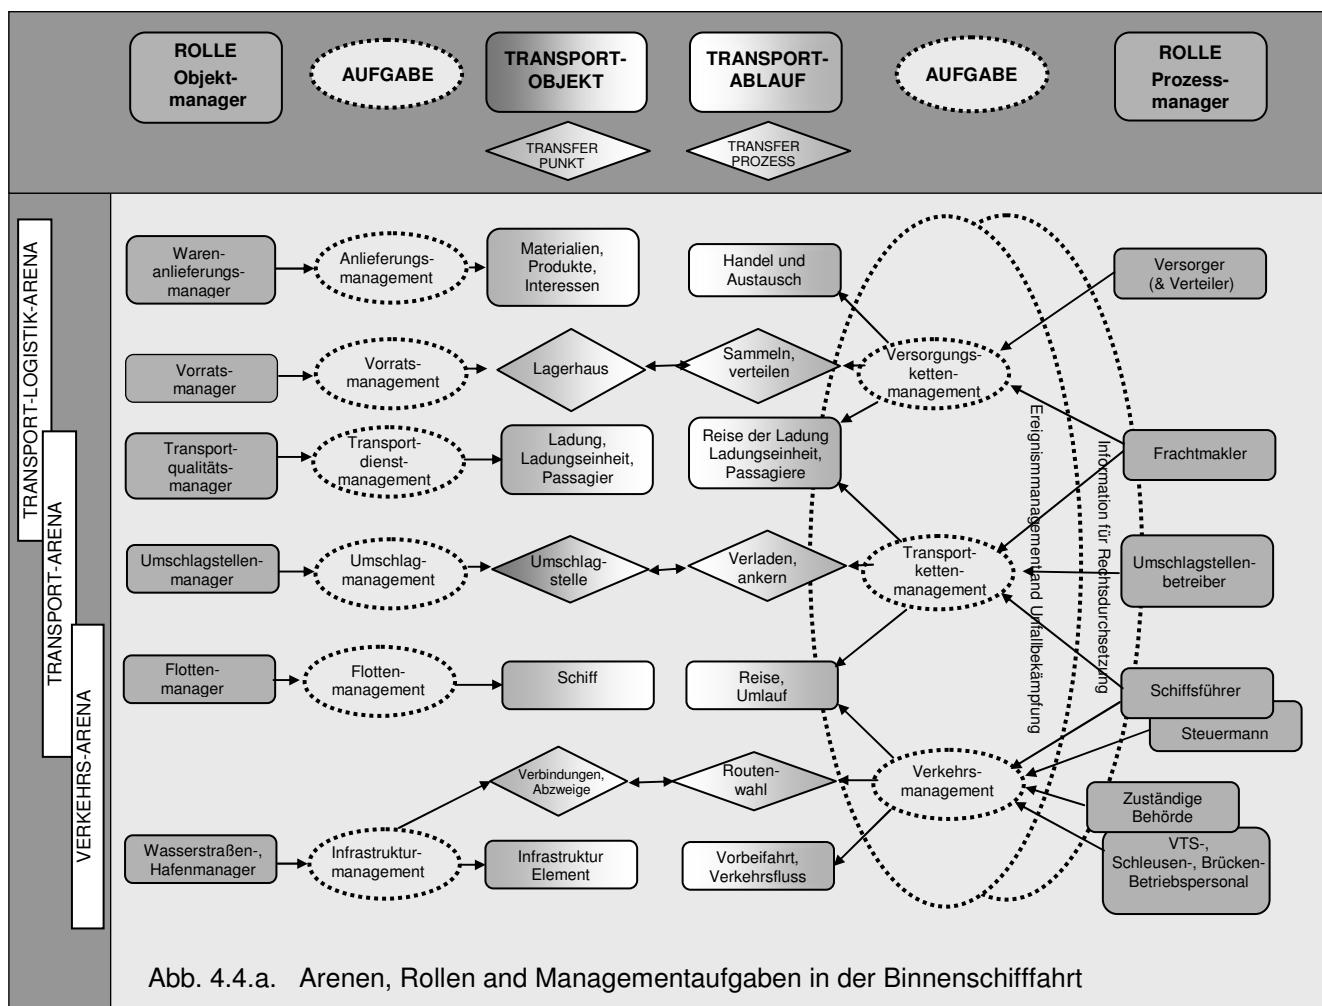 ROLLE
Objekt-
manager
AUFGABE
TRANSPORT-
OBJEKT
TRANSPORT-
ABLAUF
AUFGABE
ROLLE
Prozess-
manager
TRANSFER
PUNKT
TRANSFER
PROZESS
TRANSPORT-LOGISTIK-ARENA
TRANSPORT-ARENA
VERKEHRS-ARENA
Waren-
anlieferungs-
manager
Anlieferungs-
management
Materialien,
Produkte,
Interessen
Handel und
Austausch
Versorger
(& Verteiler)
Vorrats-
manager
Vorrats-
management
Lagerhaus
Sammeln,
verteilen
Versorgungs-
ketten-
management
Transport-
qualitäts-
manager
Transport-
dienst-
management
Ladung,
Ladungseinheit,
Passagier
Reise der Ladung
Ladungseinheit,
Passagiere
Frachtmakler
Ereignismmanagement and Unfallbekämpfung
Information für Rechtsdurchsetzung
Umschlagstellen-
manager
Umschlag-
management
Umschlag-
stelle
Verladen,
ankern
Transport-
ketten-
management
Umschlagstellen-
betreiber
Flotten-
manager
Flotten-
management
Schiff
Reise,
Umlauf
Schiffsführer
Steuermann
Verbindungen,
Abzweige
Routen-
wahl
Verkehrs-
management
Zuständige
Behörde
Wasserstraßen-,
Hafenmanager
Infrastruktur-
management
Infrastruktur
Element
Vorbeifahrt,
Verkehrsfluss
VTS-,
Schleusen-, Brücken-
Betriebspersonal
Abb. 4.4.a. Arenen, Rollen and Managementaufgaben in der Binnenschifffahrt